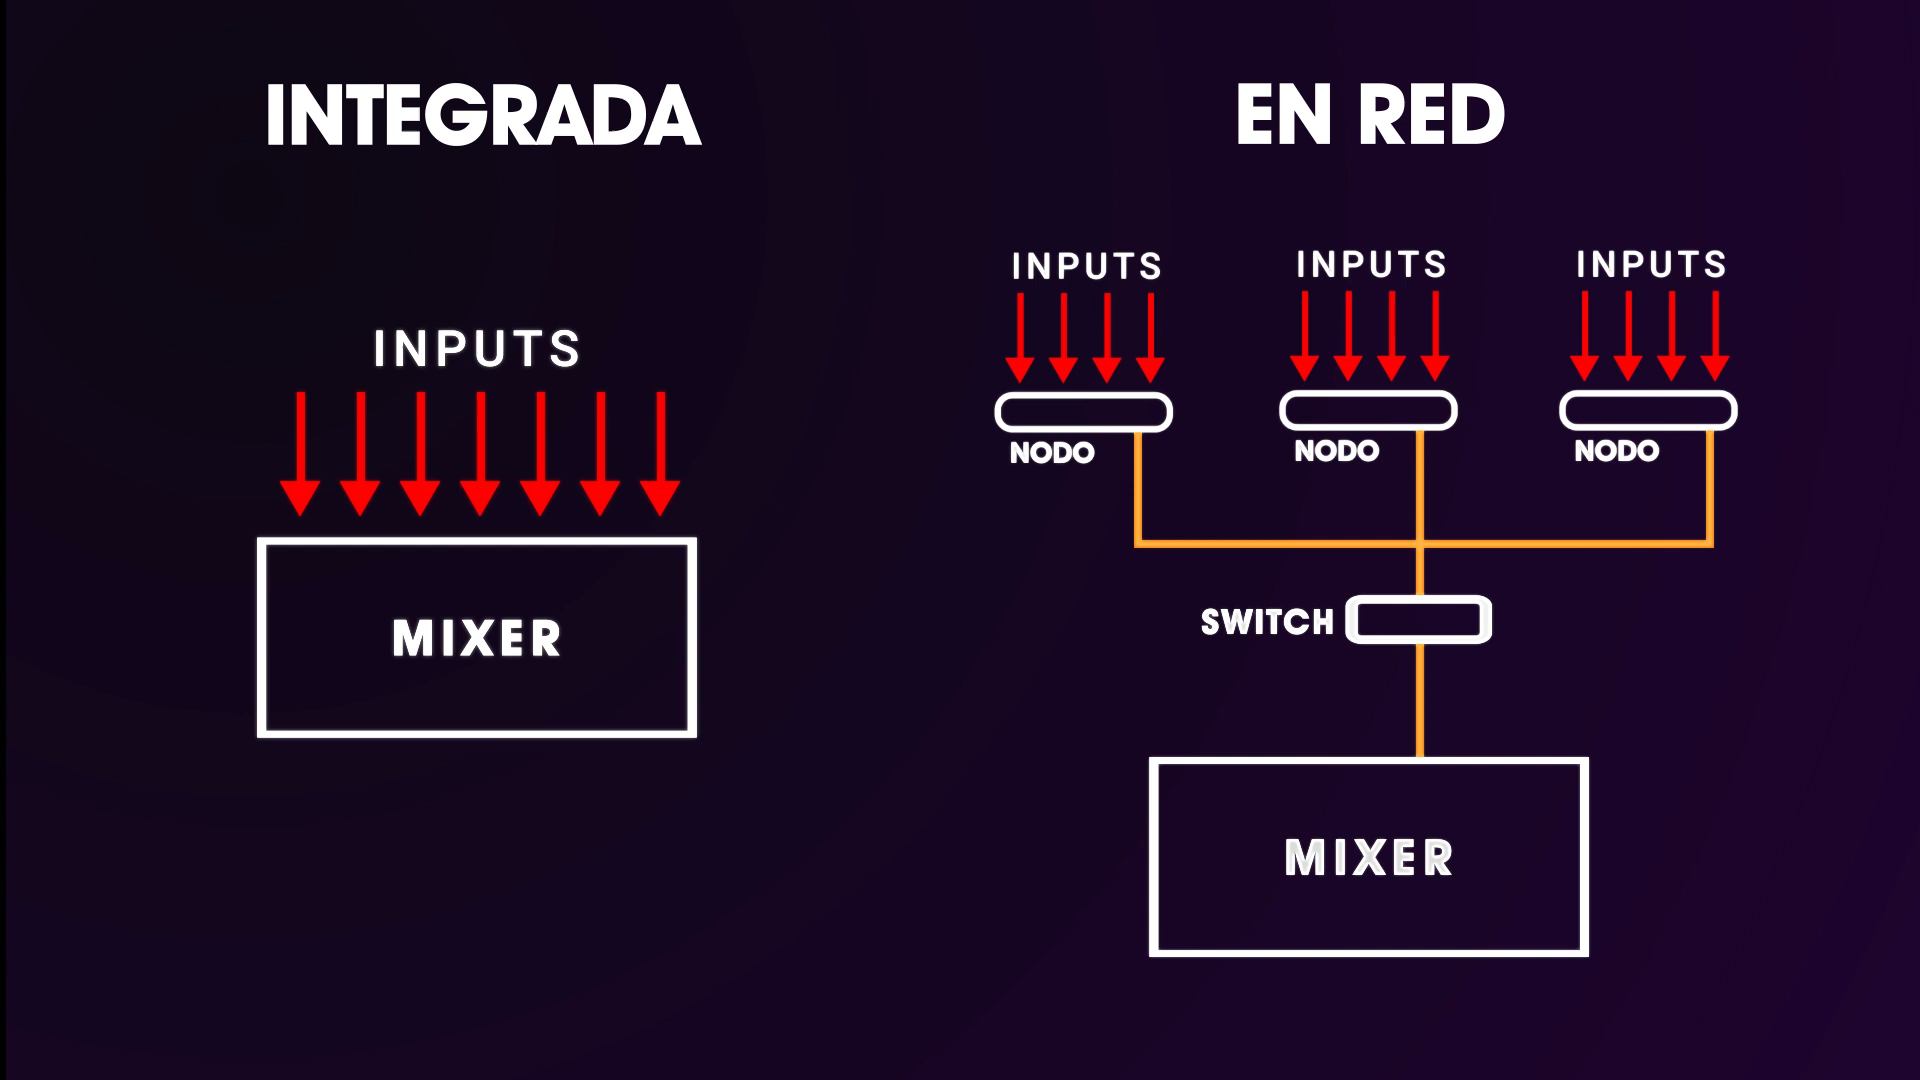 INTEGRADA
INPUTS
MIXER
EN RED
INPUTS
INPUTS
INPUTS
NODO
NODO
NODO
SWITCH
MIXER